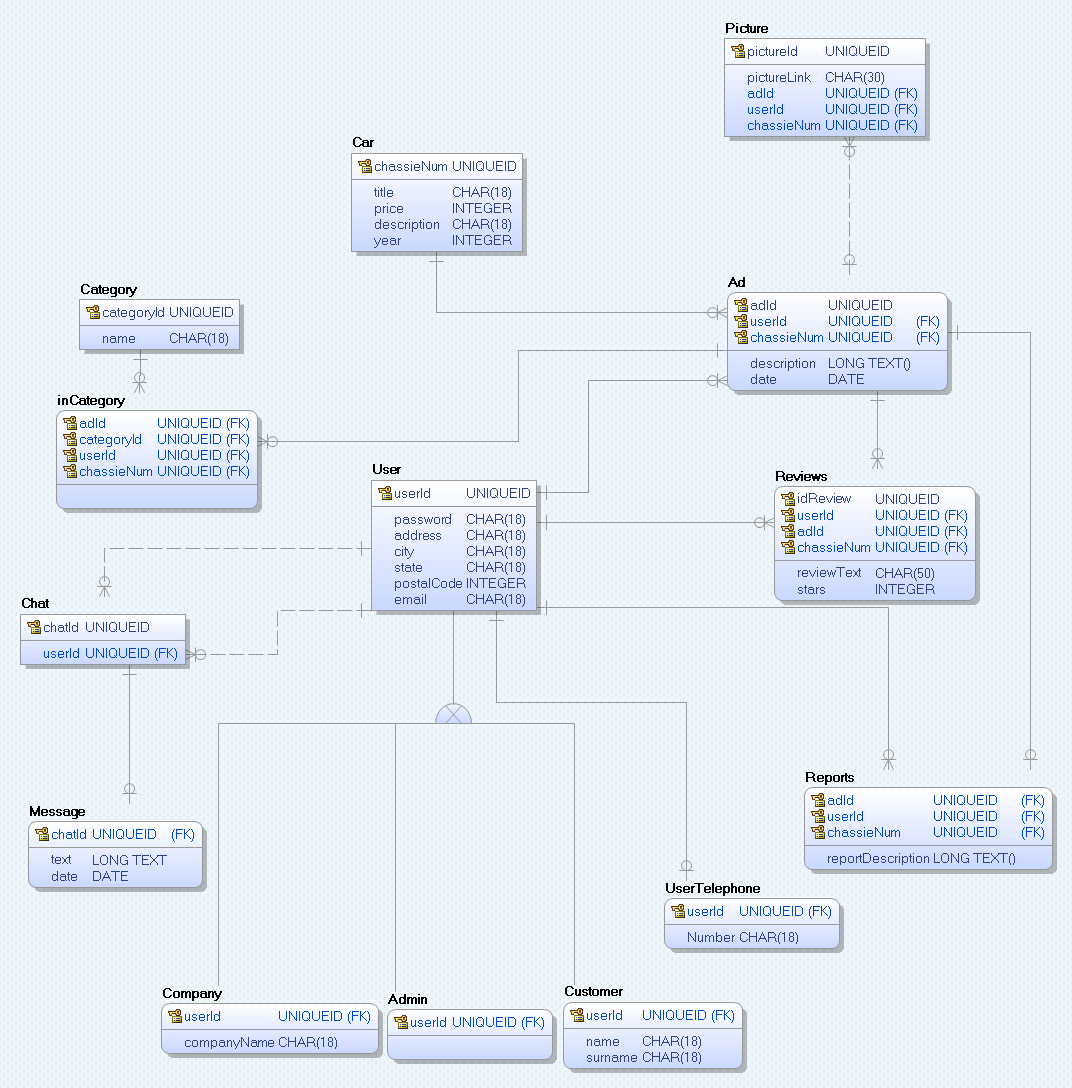 Picture
pictureId UNIQUEID
pictureLink CHAR(30)
adId UNIQUEID (FK)
userId UNIQUEID (FK)
chassieNum UNIQUEID (FK)
Car
chassieNum UNIQUEID
title CHAR(18)
price INTEGER
description CHAR(18)
year INTEGER
Ad
adId UNIQUEID
userId UNIQUEID (FK)
chassieNum UNIQUEID (FK)
description LONG TEXT()
date DATE
Category
categoryId UNIQUEID
name CHAR(18)
inCategory
adId UNIQUEID (FK)
categoryId UNIQUEID (FK)
userId UNIQUEID (FK)
chassieNum UNIQUEID (FK)
User
userId UNIQUEID
password CHAR(18)
address CHAR(18)
city CHAR(18)
state CHAR(18)
postalCode INTEGER
email CHAR(18)
Reviews
idReview UNIQUEID
userId UNIQUEID (FK)
adId UNIQUEID (FK)
chassieNum UNIQUEID (FK)
reviewText CHAR(50)
stars INTEGER
Chat
chatId UNIQUEID
userId UNIQUEID (FK)
Message
chatId UNIQUEID (FK)
text LONG TEXT
date DATE
Reports
adId UNIQUEID (FK)
userId UNIQUEID (FK)
chassieNum UNIQUEID (FK)
reportDescription LONG TEXT()
UserTelephone
userId UNIQUEID (FK)
Number CHAR(18)
Company
userId UNIQUEID (FK)
companyName CHAR(18)
Admin
userId UNIQUEID (FK)
Customer
userId UNIQUEID (FK)
name CHAR(18)
surname CHAR(18)